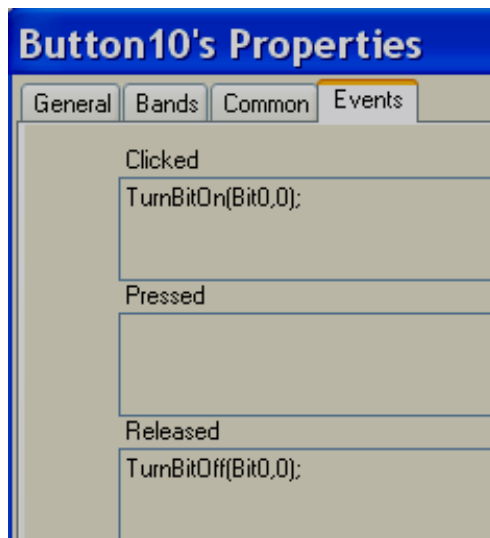 Button10's Properties
General Bands Common Events
Clicked
TurnBitOn(Bit0,0);
Pressed
Released
TurnBitOff(Bit0,0);